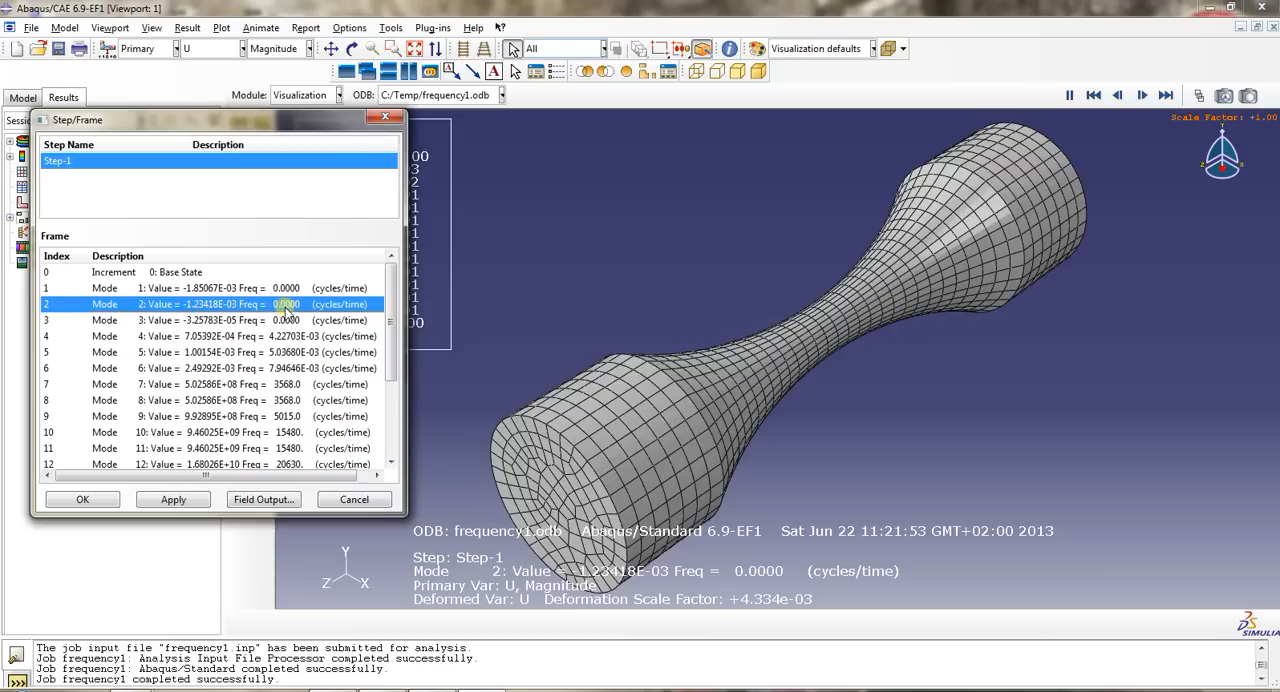 Abaqus/CAE 6.9-EF1 [Viewport: 1]
File Model Viewport View Result Plot Animate Report Options Tools Plug-ins Help
Primary U Magnitude All Visualization defaults
Model Results Module: Visualization ODB: C:/Temp/frequency1.odb
Scale Factor: +1.00
Step/Frame
Step Name Description
Step-1
Frame
Index Description
0 Increment 0: Base State
1 Mode 1: Value = -1.85067E-03 Freq = 0.0000 (cycles/time)
2 Mode 2: Value = -1.23418E-03 Freq = 0.0000 (cycles/time)
3 Mode 3: Value = -3.25783E-05 Freq = 0.0000 (cycles/time)
4 Mode 4: Value = 7.05392E-04 Freq = 4.22703E-03 (cycles/time)
5 Mode 5: Value = 1.00154E-03 Freq = 5.03680E-03 (cycles/time)
6 Mode 6: Value = 2.49292E-03 Freq = 7.94646E-03 (cycles/time)
7 Mode 7: Value = 5.02586E+08 Freq = 3568.0 (cycles/time)
8 Mode 8: Value = 5.02586E+08 Freq = 3568.0 (cycles/time)
9 Mode 9: Value = 9.92895E+08 Freq = 5015.0 (cycles/time)
10 Mode 10: Value = 9.46025E+09 Freq = 15480. (cycles/time)
11 Mode 11: Value = 9.46025E+09 Freq = 15480. (cycles/time)
12 Mode 12: Value = 1.68026E+10 Freq = 20630. (cycles/time)
OK Apply Field Output... Cancel
ODB: frequency1.odb Abaqus/Standard 6.9-EF1 Sat Jun 22 11:21:53 GMT+02:00 2013
Step: Step-1
Mode 2: Value = -1.23418E-03 Freq = 0.0000 (cycles/time)
Primary Var: U, Magnitude
Deformed Var: U Deformation Scale Factor: +4.334e-03
Y
Z X
SIMULIA
The job input file "frequency1.inp" has been submitted for analysis.
Job frequency1: Analysis Input File Processor completed successfully.
Job frequency1: Abaqus/Standard completed successfully.
Job frequency1 completed successfully.